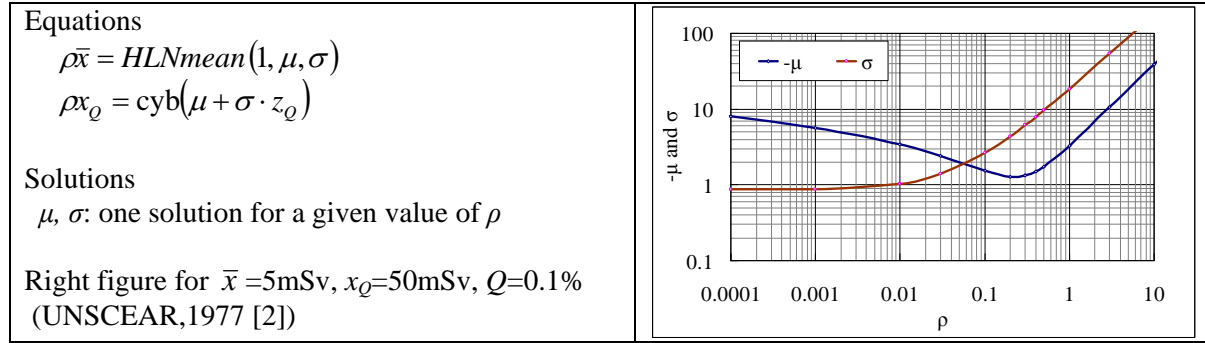 Equations
ρx̄ = HLNmean(1, μ, σ)
ρx_Q = cyb(μ + σ · z_Q)
Solutions
μ, σ: one solution for a given value of ρ
Right figure for x̄ =5mSv, x_Q=50mSv, Q=0.1%
(UNSCEAR,1977 [2])
-μ and σ
100
10
1
0.1
-μ
σ
0.0001 0.001 0.01 0.1 1 10
ρ